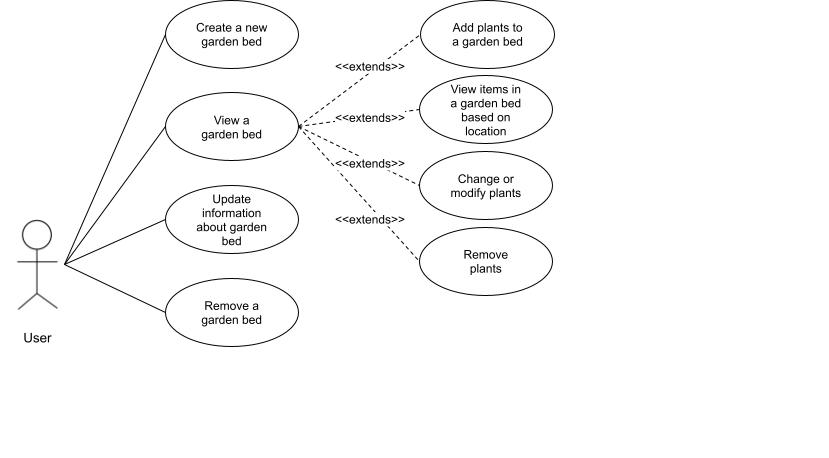 Create a new
garden bed
Add plants to
a garden bed
<<extends>>
View items in
a garden bed
based on
location
View a
garden bed
<<extends>>
<<extends>>
Change or
modify plants
Update
information
about garden
bed
<<extends>>
Remove
plants
Remove a
garden bed
User